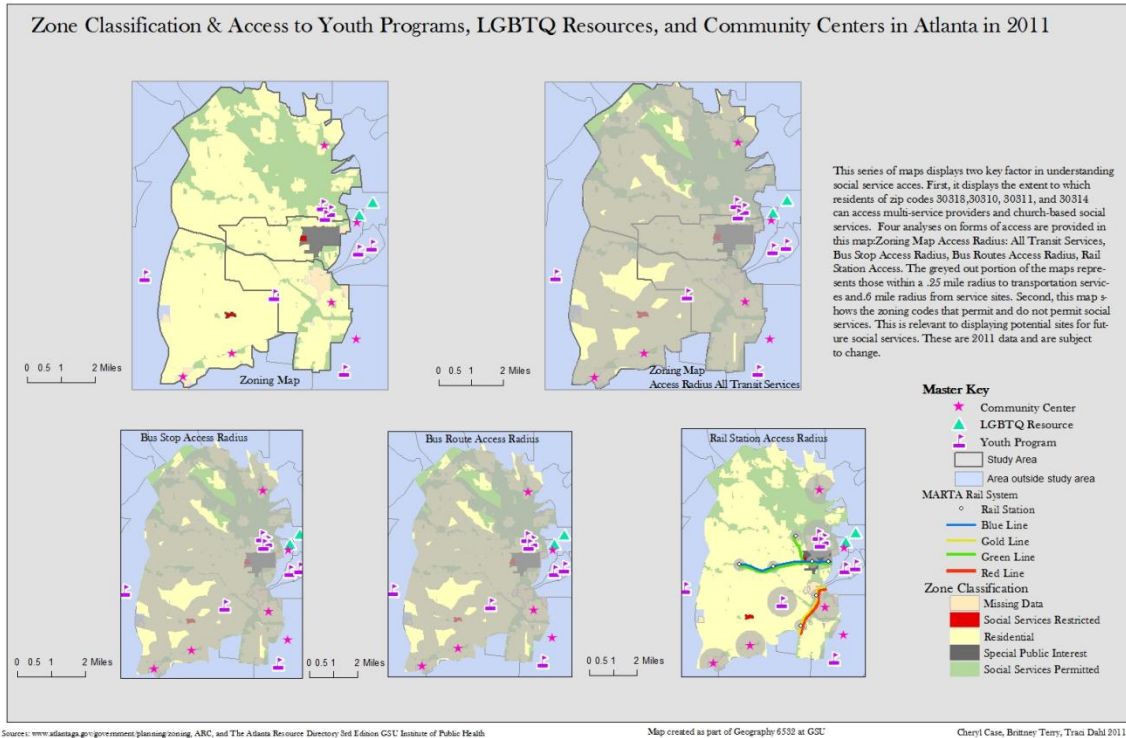 Zone Classification & Access to Youth Programs, LGBTQ Resources, and Community Centers in Atlanta in 2011
0 0.5 1 2 Miles
Zoning Map
0 0.5 1 2 Miles
Zoning Map
Access Radius All Transit Services
This series of maps displays two key factor in understanding
social service acces. First, it displays the extent to which
residents of zip codes 30318,30310, 30311, and 30314
can access multi-service providers and church-based social
services. Four analyses on forms of access are provided in
this map:Zoning Map Access Radius: All Transit Services,
Bus Stop Access Radius, Bus Routes Access Radius, Rail
Station Access. The greyed out portion of the maps repre-
sents those within a .25 mile radius to transportation servic-
es and.6 mile radius from service sites. Second, this map s-
hows the zoning codes that permit and do not permit social
services. This is relevant to displaying potential sites for fut-
ure social services. These are 2011 data and are subject
to change.
Master Key
Community Center
LGBTQ Resource
Youth Program
Study Area
Area outside study area
MARTA Rail System
Rail Station
Blue Line
Gold Line
Green Line
Red Line
Zone Classification
Missing Data
Social Services Restricted
Residential
Special Public Interest
Social Services Permitted
Bus Stop Access Radius
0 0.5 1 2 Miles
Bus Route Access Radius
0 0.5 1 2 Miles
Rail Station Access Radius
0 0.5 1 2 Miles
Sources: www.atlantaga.gov/government/planning/zoning, ARC, and The Atlanta Resource Directory 3rd Edition GSU Institute of Public Health
Map created as part of Geography 6532 at GSU
Cheryl Case, Brittney Terry, Traci Dahl 2011